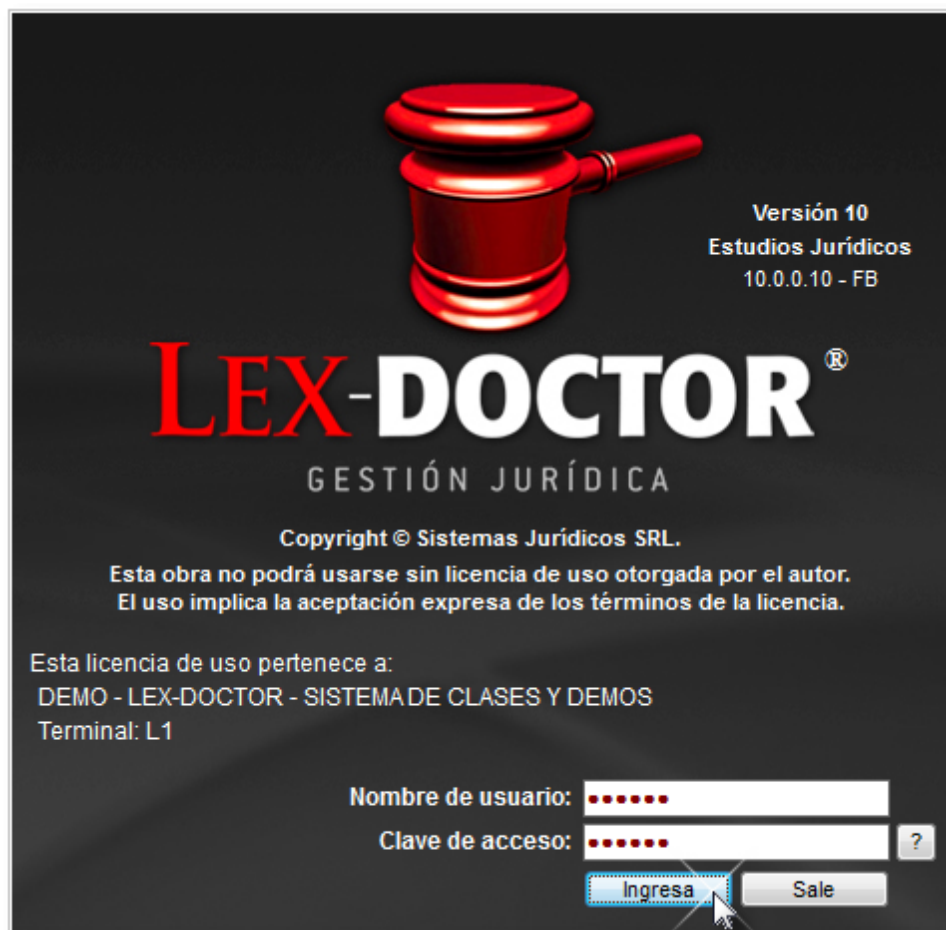 Versión 10
Estudios Jurídicos
10.0.0.10 - FB
LEX-DOCTOR®
GESTIÓN JURÍDICA
Copyright © Sistemas Jurídicos SRL.
Esta obra no podrá usarse sin licencia de uso otorgada por el autor.
El uso implica la aceptación expresa de los términos de la licencia.
Esta licencia de uso pertenece a:
DEMO - LEX-DOCTOR - SISTEMA DE CLASES Y DEMOS
Terminal: L1
Nombre de usuario: ••••••
Clave de acceso: •••••• ?
Ingresa Sale